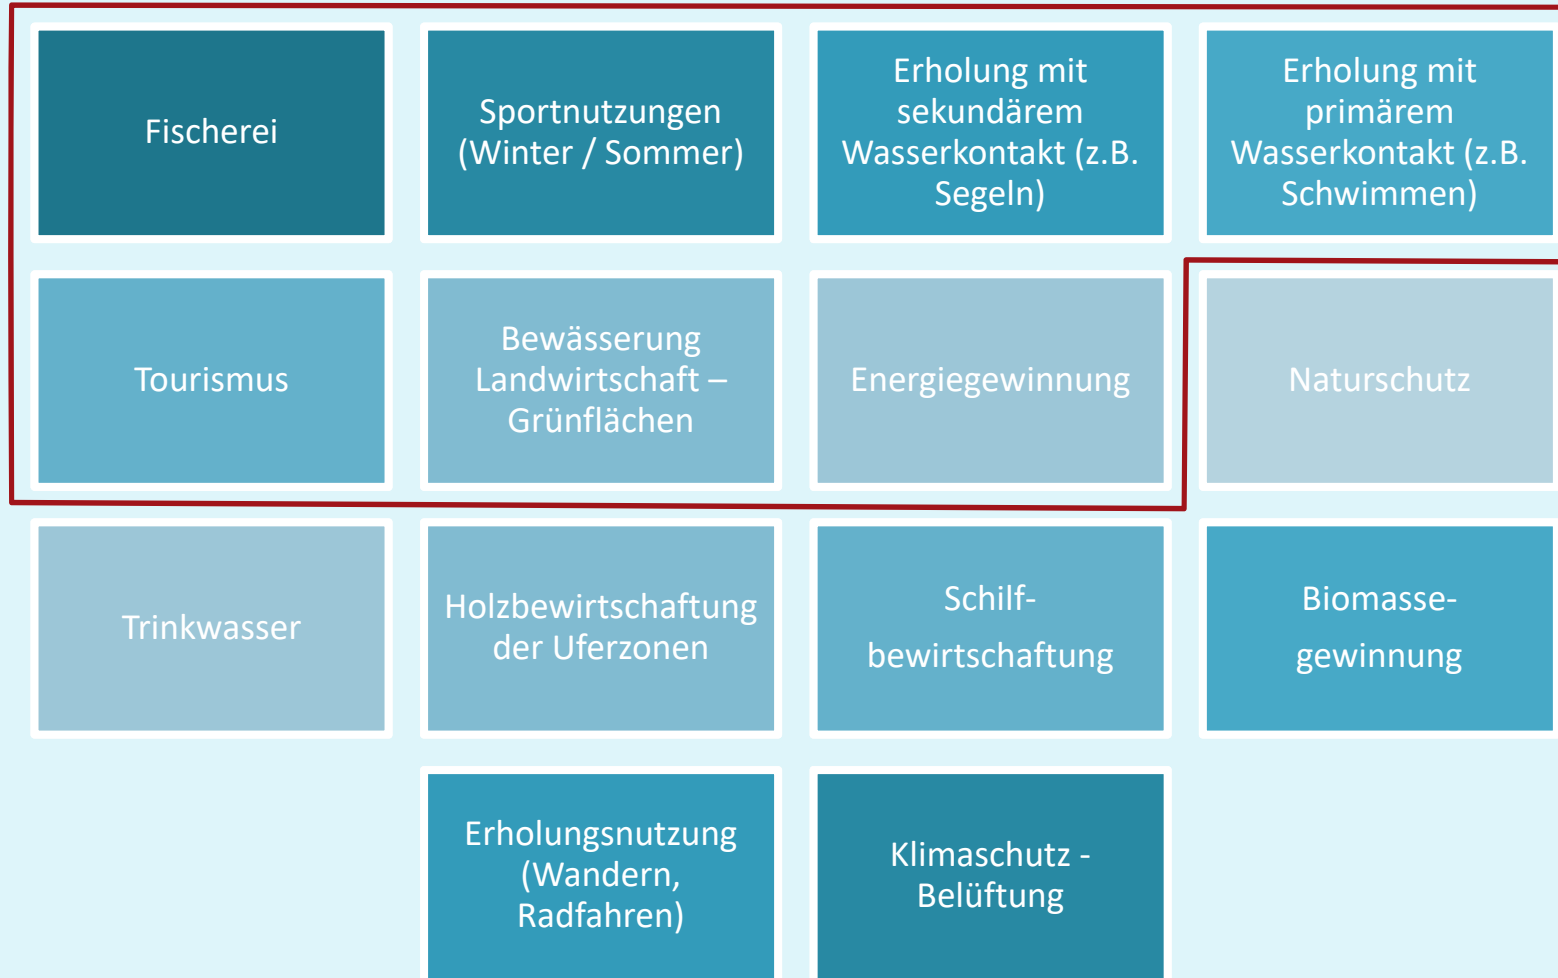 Fischerei
Sportnutzungen
(Winter / Sommer)
Erholung mit
sekundärem
Wasserkontakt (z.B.
Segeln)
Erholung mit
primärem
Wasserkontakt (z.B.
Schwimmen)
Tourismus
Bewässerung
Landwirtschaft –
Grünflächen
Energiegewinnung
Naturschutz
Trinkwasser
Holzbewirtschaftung
der Uferzonen
Schilf-
bewirtschaftung
Biomasse-
gewinnung
Erholungsnutzung
(Wandern,
Radfahren)
Klimaschutz -
Belüftung